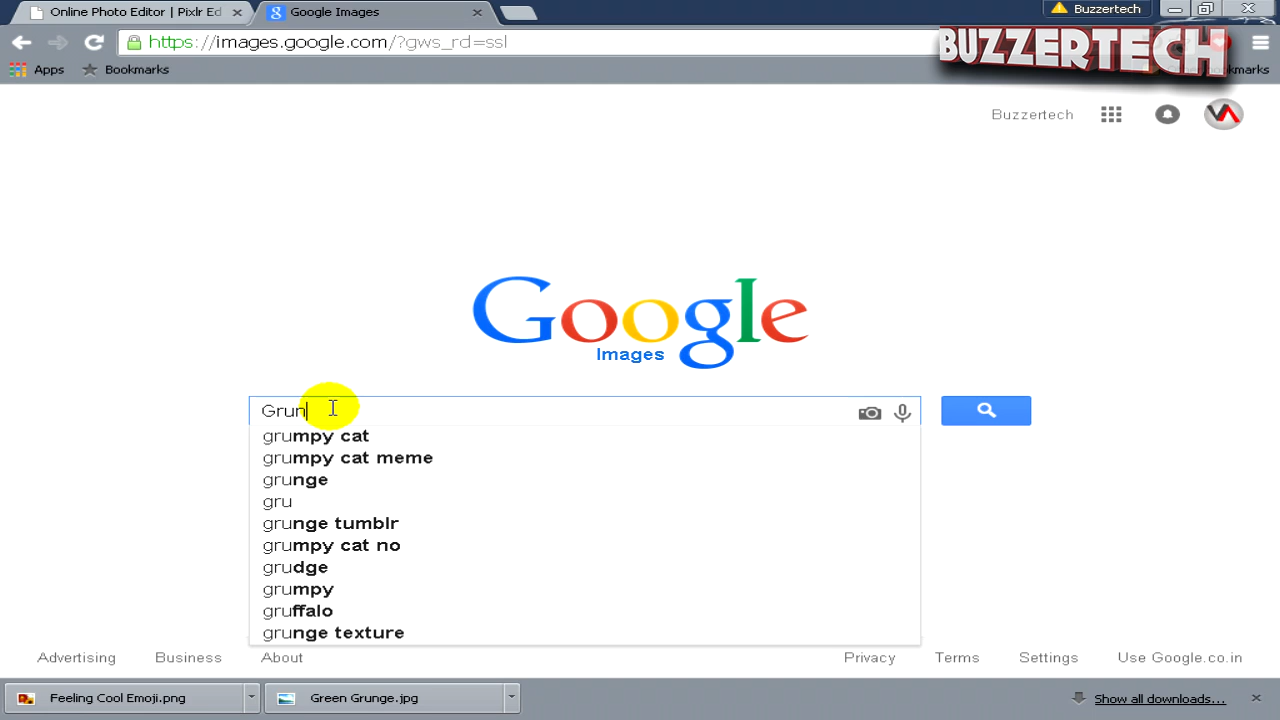 Online Photo Editor | Pixlr Ed
Google Images
Buzzertech
https://images.google.com/?gws_rd=ssl
BUZZERTECH
Apps
Bookmarks
Buzzertech
Google
Images
Grun
grumpy cat
grumpy cat meme
grunge
gru
grunge tumblr
grumpy cat no
grudge
grumpy
gruffalo
grunge texture
Advertising
Business
About
Privacy
Terms
Settings
Use Google.co.in
Feeling Cool Emoji.png
Green Grunge.jpg
Show all downloads...